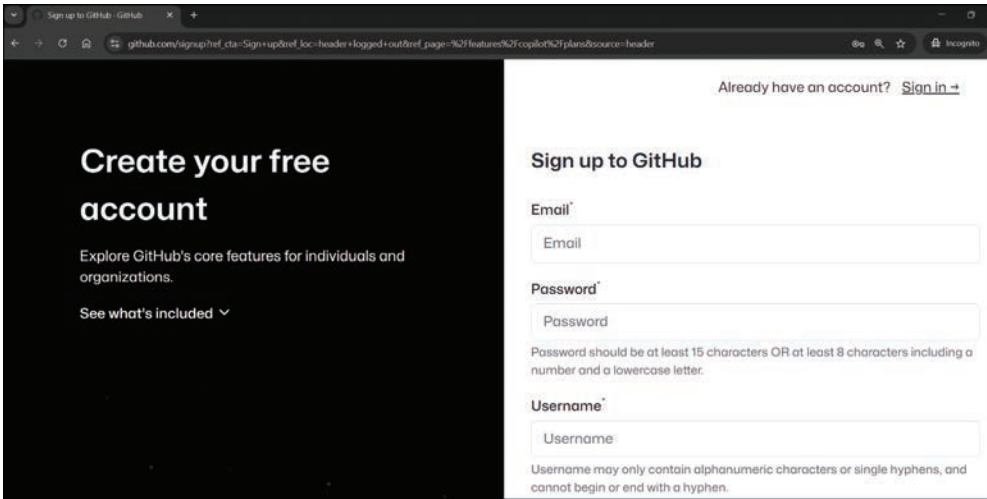 Sign up to GitHub · GitHub
github.com/signup?ref_cta=Sign+up&ref_loc=header+logged+out&ref_page=%2Ffeatures%2Fcopilot%2Fplans&source=header
Incognito
Already have an account? Sign in →
Create your free
account
Explore GitHub's core features for individuals and
organizations.
See what's included
Sign up to GitHub
Email*
Email
Password*
Password
Password should be at least 15 characters OR at least 8 characters including a
number and a lowercase letter.
Username*
Username
Username may only contain alphanumeric characters or single hyphens, and
cannot begin or end with a hyphen.